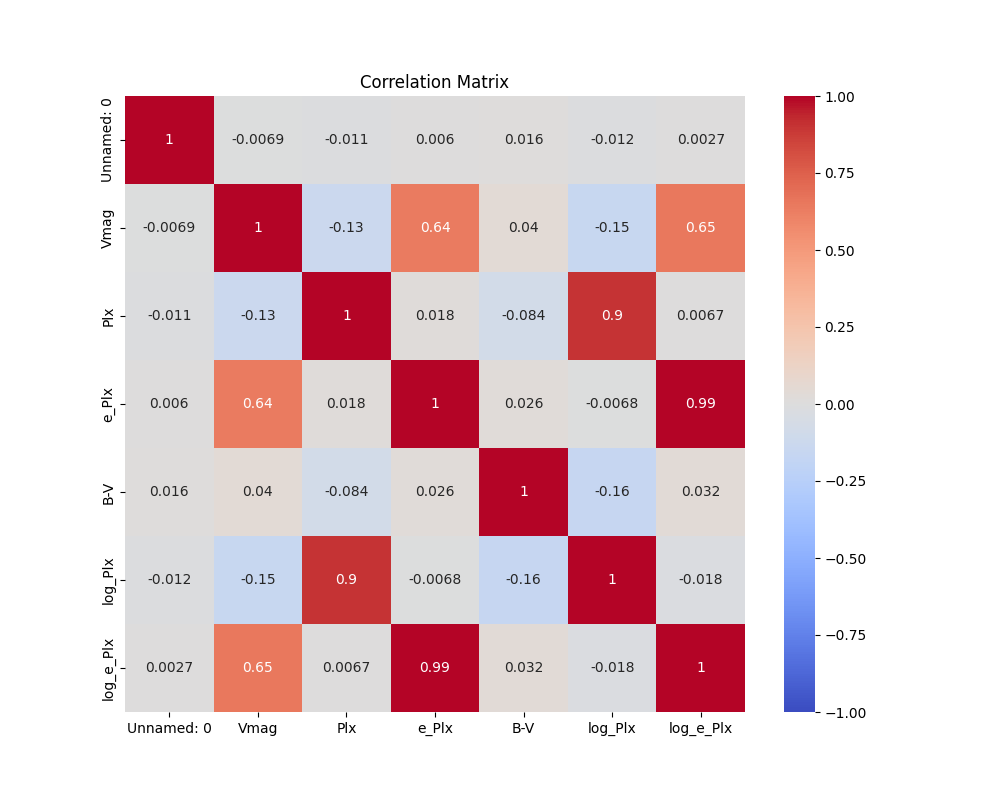 Correlation Matrix
Unnamed: 0 1 -0.0069 -0.011 0.006 0.016 -0.012 0.0027
Vmag -0.0069 1 -0.13 0.64 0.04 -0.15 0.65
Plx -0.011 -0.13 1 0.018 -0.084 0.9 0.0067
e_Plx 0.006 0.64 0.018 1 0.026 -0.0068 0.99
B-V 0.016 0.04 -0.084 0.026 1 -0.16 0.032
log_Plx -0.012 -0.15 0.9 -0.0068 -0.16 1 -0.018
log_e_Plx 0.0027 0.65 0.0067 0.99 0.032 -0.018 1
Unnamed: 0 Vmag Plx e_Plx B-V log_Plx log_e_Plx
1.00
0.75
0.50
0.25
0.00
−0.25
−0.50
−0.75
−1.00